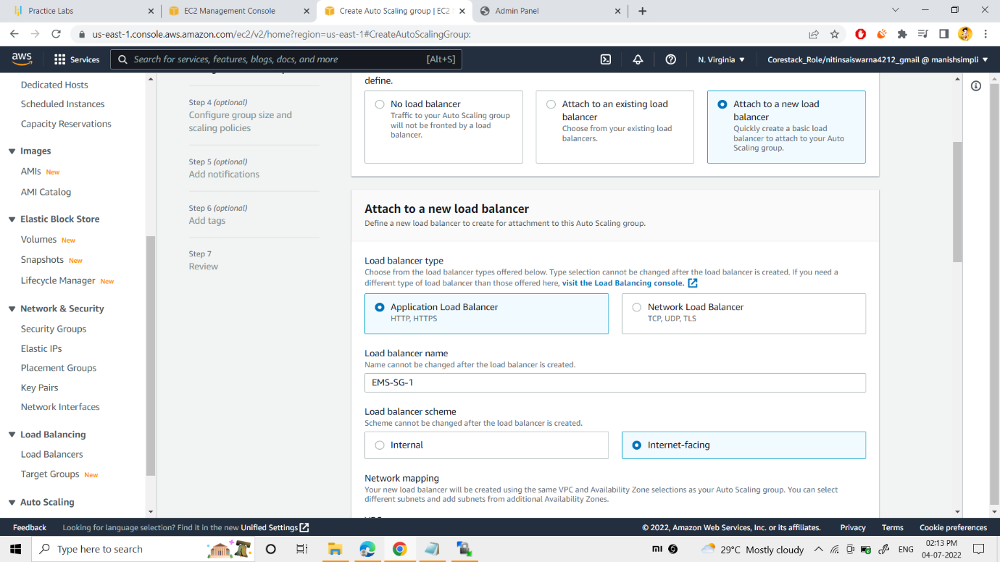 Practice Labs
EC2 Management Console
Create Auto Scaling group | EC2
Admin Panel
us-east-1.console.aws.amazon.com/ec2/v2/home?region=us-east-1#CreateAutoScalingGroup:
aws
Services
Search for services, features, blogs, docs, and more
[Alt+S]
N. Virginia
Corestack_Role/nitinsaiswarna4212_gmail @ manishsimpli
Dedicated Hosts
Scheduled Instances
Capacity Reservations
Images
AMIs New
AMI Catalog
Elastic Block Store
Volumes New
Snapshots New
Lifecycle Manager New
Network & Security
Security Groups
Elastic IPs
Placement Groups
Key Pairs
Network Interfaces
Load Balancing
Load Balancers
Target Groups New
Auto Scaling
Step 4 (optional)
Configure group size and
scaling policies
Step 5 (optional)
Add notifications
Step 6 (optional)
Add tags
Step 7
Review
define.
No load balancer
Traffic to your Auto Scaling group
will not be fronted by a load
balancer.
Attach to an existing load
balancer
Choose from your existing load
balancers.
Attach to a new load
balancer
Quickly create a basic load
balancer to attach to your Auto
Scaling group.
Attach to a new load balancer
Define a new load balancer to create for attachment to this Auto Scaling group.
Load balancer type
Choose from the load balancer types offered below. Type selection cannot be changed after the load balancer is created. If you need a
different type of load balancer than those offered here, visit the Load Balancing console.
Application Load Balancer
HTTP, HTTPS
Network Load Balancer
TCP, UDP, TLS
Load balancer name
Name cannot be changed after the load balancer is created.
EMS-SG-1
Load balancer scheme
Scheme cannot be changed after the load balancer is created.
Internal
Internet-facing
Network mapping
Your new load balancer will be created using the same VPC and Availability Zone selections as your Auto Scaling group. You can select
different subnets and add subnets from additional Availability Zones.
Feedback
Looking for language selection? Find it in the new Unified Settings
© 2022, Amazon Web Services, Inc. or its affiliates.
Privacy
Terms
Cookie preferences
Type here to search
29°C Mostly cloudy
ENG
02:13 PM
04-07-2022